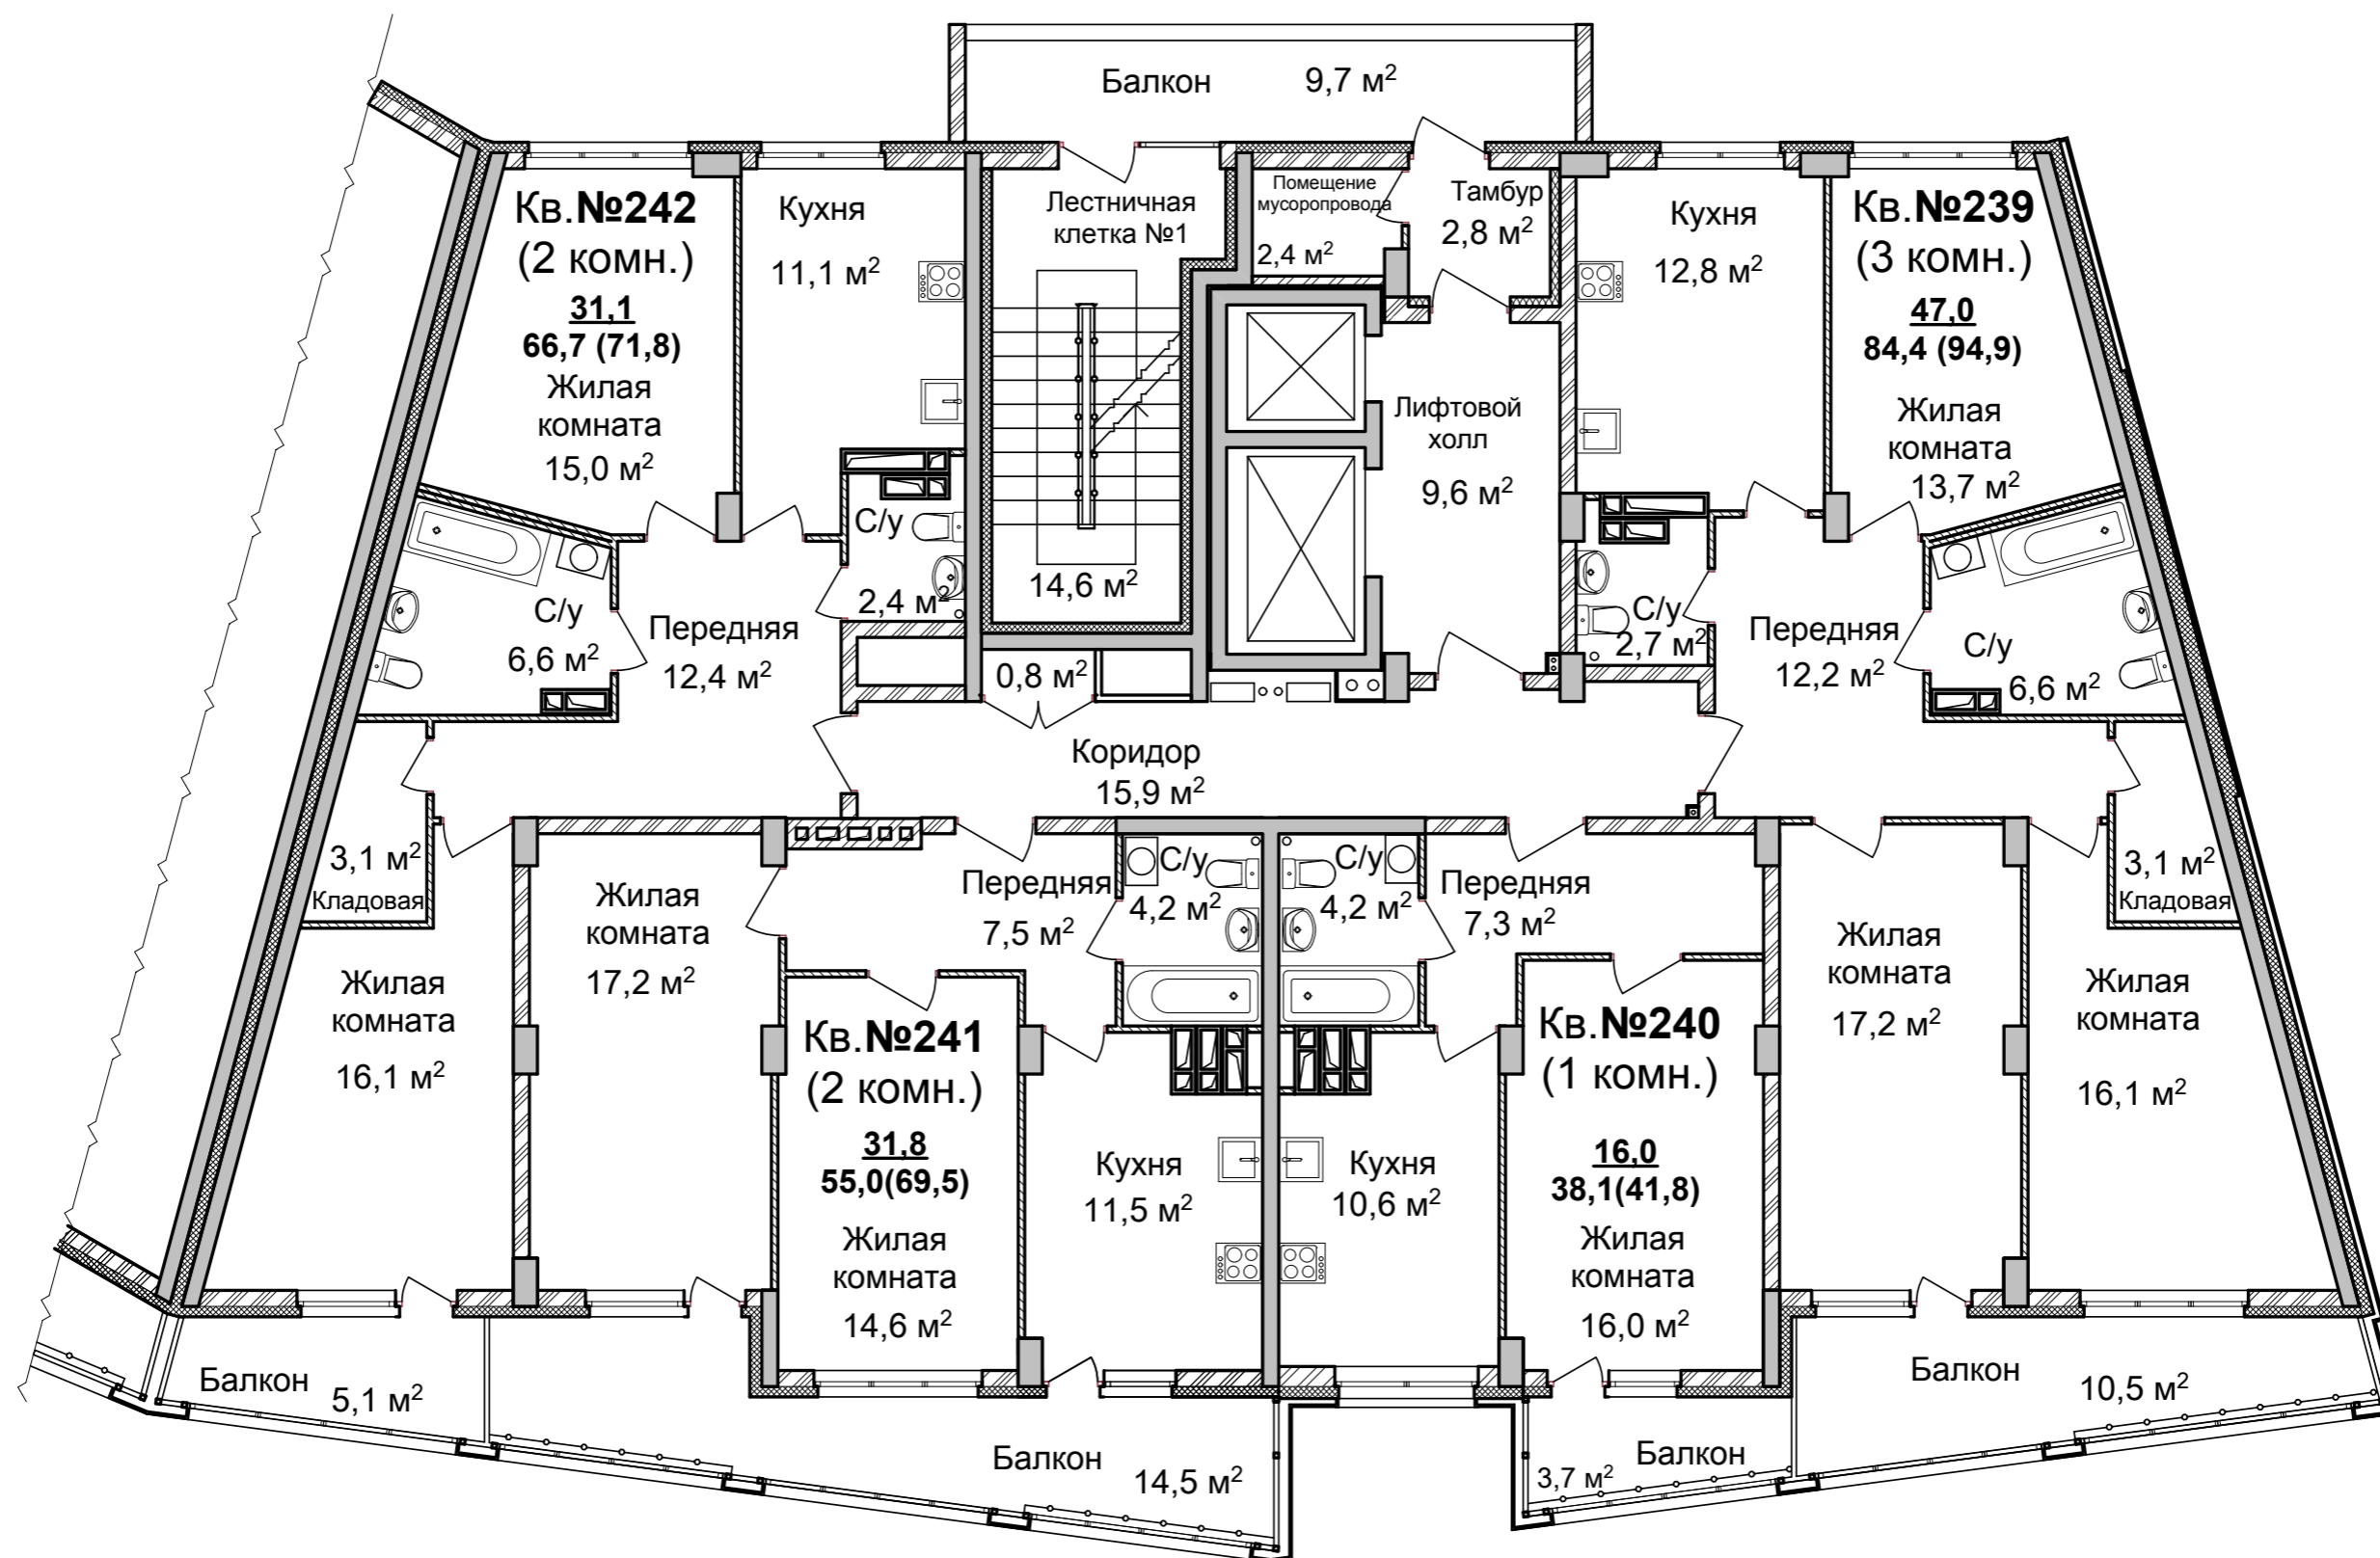 Балкон 9,7 м²
Кв.№242
(2 комн.)
31,1
66,7 (71,8)
Жилая
комната
15,0 м²
Кухня
11,1 м²
Лестничная
клетка №1
14,6 м²
Помещение
мусоропровода
2,4 м²
Тамбур
2,8 м²
Кухня
12,8 м²
Кв.№239
(3 комн.)
47,0
84,4 (94,9)
Жилая
комната
13,7 м²
Лифтовой
холл
9,6 м²
С/у
2,4 м²
С/у
6,6 м²
Передняя
12,4 м²
0,8 м²
С/у
2,7 м²
Передняя
12,2 м²
С/у
6,6 м²
Коридор
15,9 м²
3,1 м²
Кладовая
Жилая
комната
16,1 м²
Жилая
комната
17,2 м²
Передняя
7,5 м²
С/у
4,2 м²
С/у
4,2 м²
Передняя
7,3 м²
Жилая
комната
17,2 м²
3,1 м²
Кладовая
Жилая
комната
16,1 м²
Кв.№241
(2 комн.)
31,8
55,0(69,5)
Жилая
комната
14,6 м²
Кухня
11,5 м²
Кухня
10,6 м²
Кв.№240
(1 комн.)
16,0
38,1(41,8)
Жилая
комната
16,0 м²
Балкон
5,1 м²
Балкон
14,5 м²
Балкон
3,7 м²
Балкон
10,5 м²